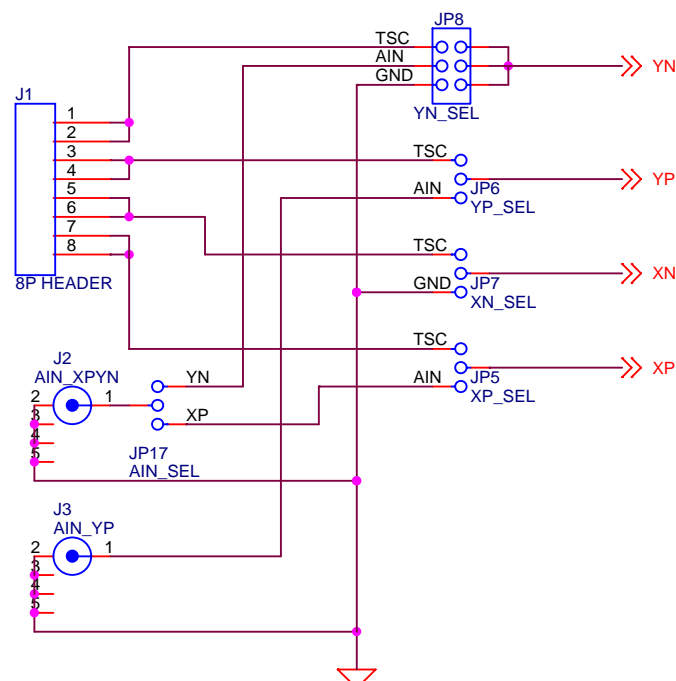 JP8
TSC
AIN
GND
YN
YN_SEL
J1
1
2
3
4
5
6
7
8
8P HEADER
TSC
AIN
JP6
YP_SEL
YP
TSC
GND
JP7
XN_SEL
XN
TSC
AIN
JP5
XP_SEL
XP
J2
AIN_XPYN
2
1
3
4
5
YN
XP
JP17
AIN_SEL
J3
AIN_YP
2
1
3
4
5